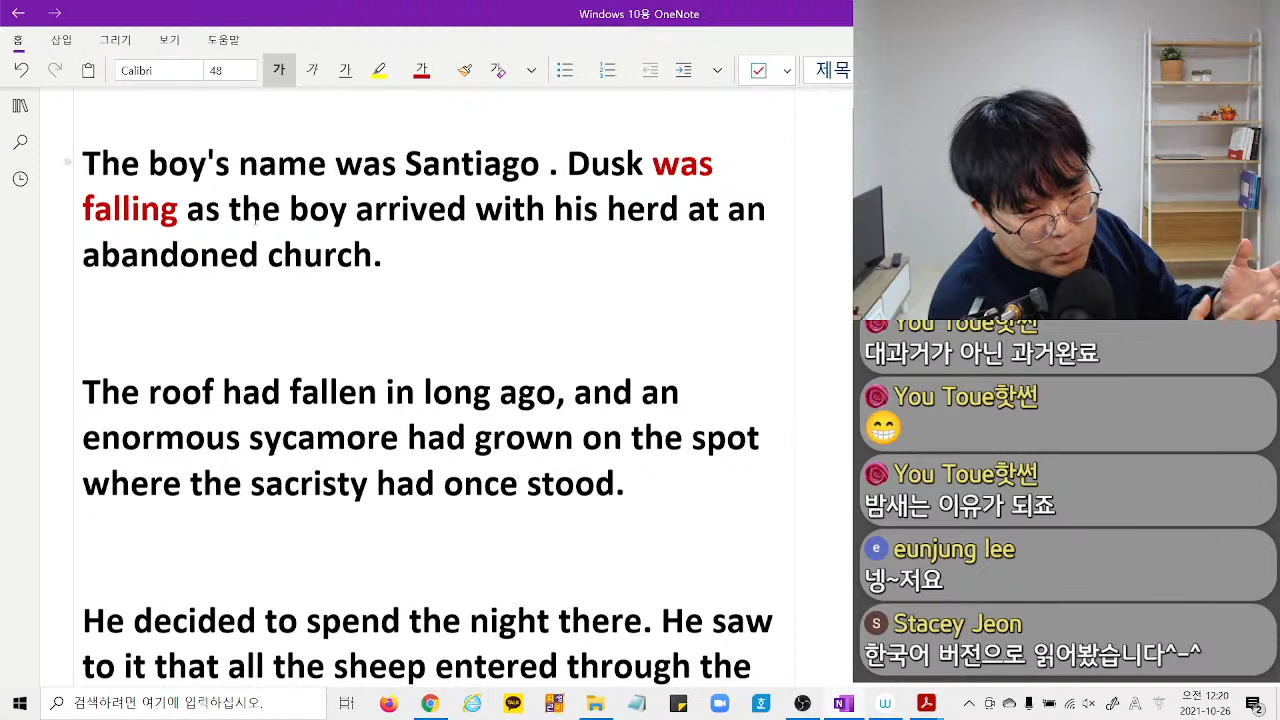 Windows 10용 OneNote
홈 삽입 그리기 보기 도움말
Calibri 48 가 가 가 가 제목
The boy's name was Santiago . Dusk was
falling as the boy arrived with his herd at an
abandoned church.
The roof had fallen in long ago, and an
enormous sycamore had grown on the spot
where the sacristy had once stood.
He decided to spend the night there. He saw
to it that all the sheep entered through the
You Toue핫썬
대과거가 아닌 과거완료
You Toue핫썬
You Toue핫썬
밤새는 이유가 되죠
e eunjung lee
넹~저요
S Stacey Jeon
한국어 버전으로 읽어봤습니다^-^
검색하려면 여기에 입력하십시오.
TALK
오전 12:20
2021-10-26
2